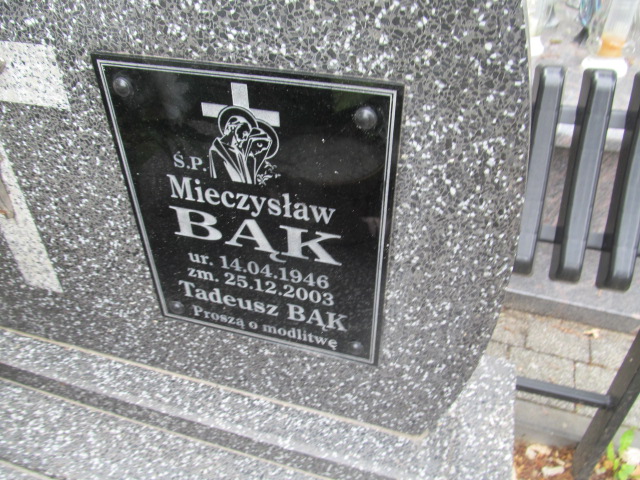 Ś.P.
Mieczysław
BĄK
ur. 14.04.1946
zm. 25.12.2003
Tadeusz BĄK
Proszą o modlitwę